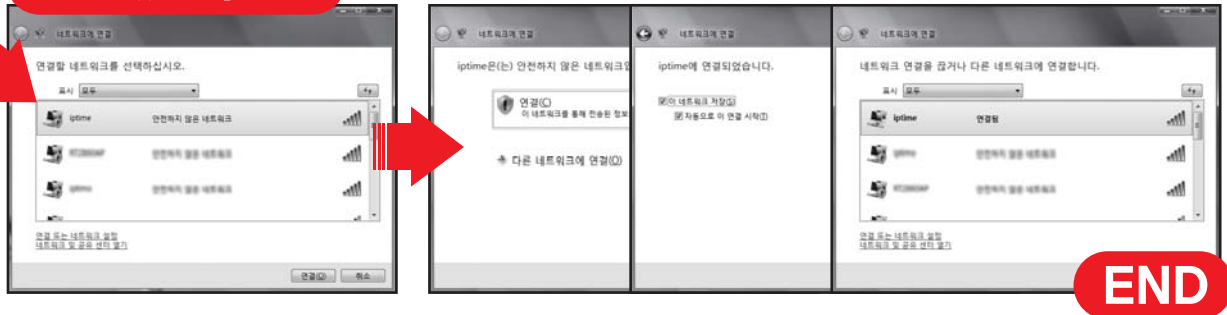 네트워크에 연결
연결할 네트워크를 선택하십시오.
표시 모두
iptime 안전하지 않은 네트워크
연결 또는 네트워크 설정
네트워크 및 공유 센터 열기
연결(O) 취소
네트워크에 연결
iptime은(는) 안전하지 않은 네트워크입
연결(C)
이 네트워크를 통해 전송된 정보
다른 네트워크에 연결(O)
네트워크에 연결
iptime에 연결되었습니다.
이 네트워크 저장(S)
자동으로 이 연결 시작(I)
네트워크에 연결
네트워크 연결을 끊거나 다른 네트워크에 연결합니다.
표시 모두
iptime 연결됨
연결 또는 네트워크 설정
네트워크 및 공유 센터 열기
END